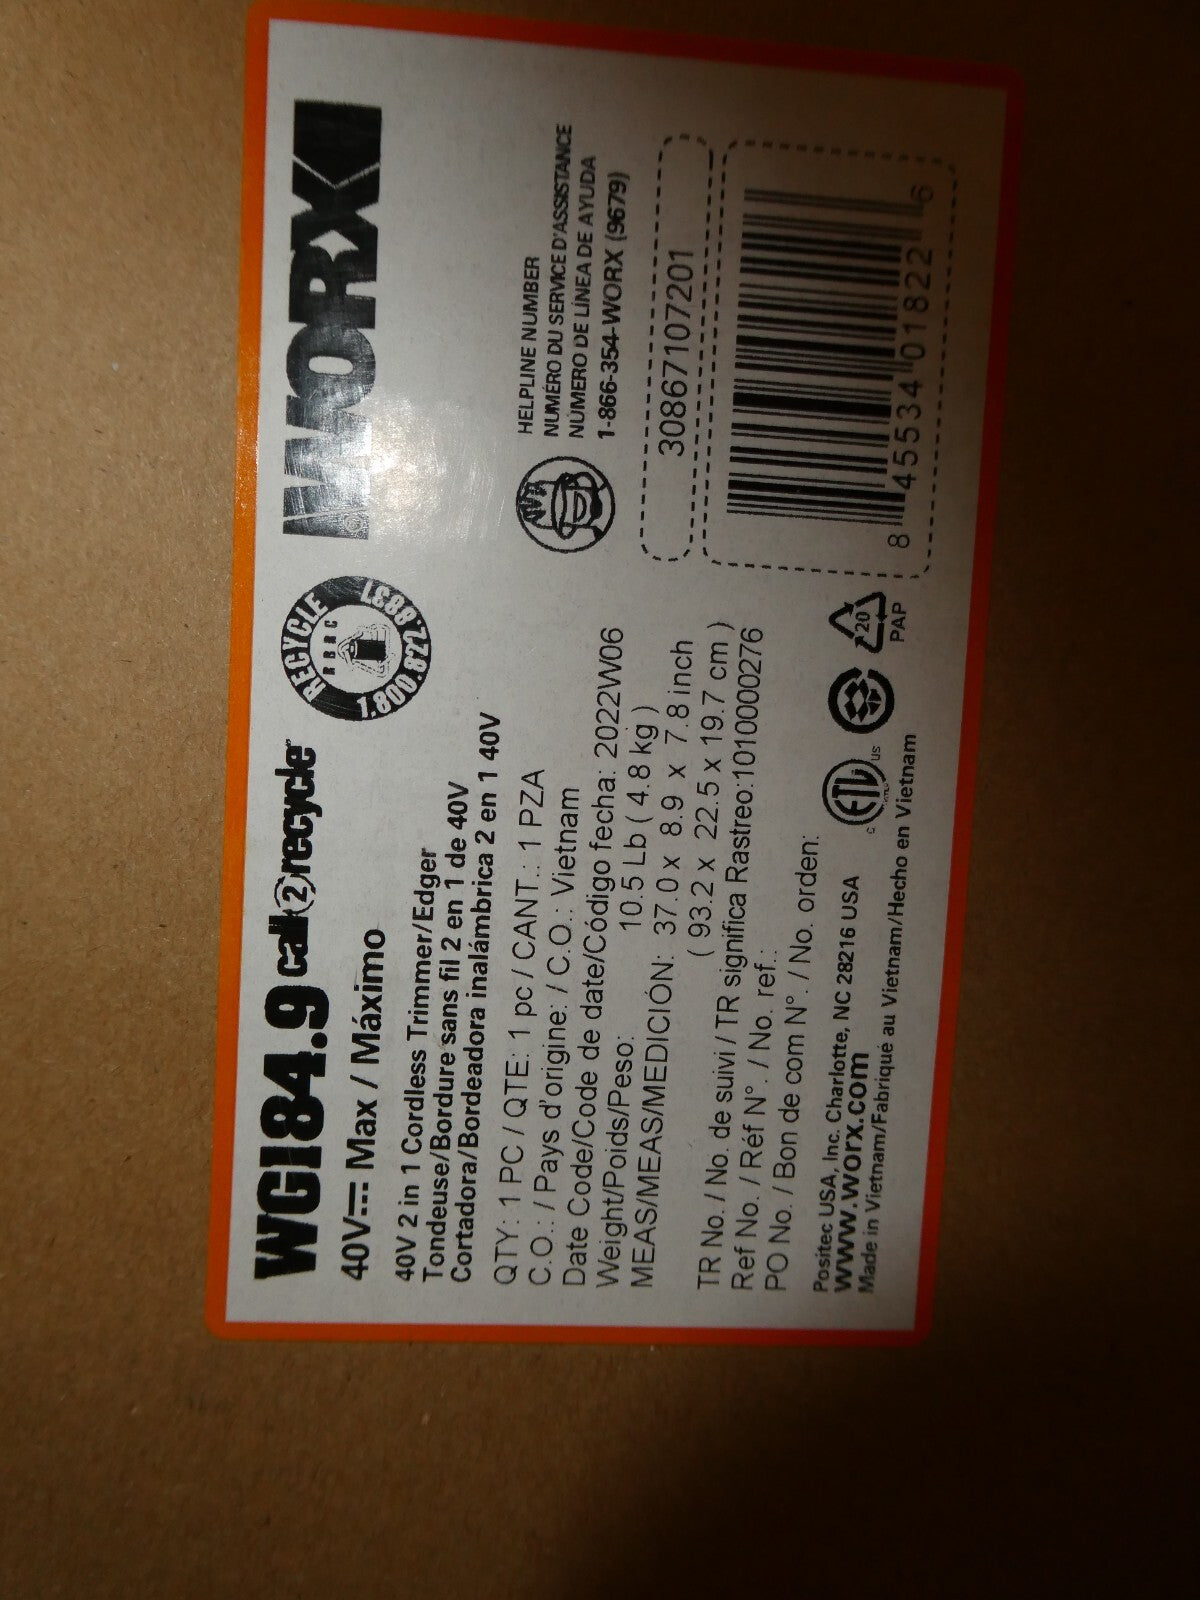 WG184.9 call2recycle
RECYCLE
RBRC
1.800.822.8837
WORX
40V Max / Máximo
40V 2 in 1 Cordless Trimmer/Edger
Tondeuse/Bordure sans fil 2 en 1 de 40V
Cortadora/Bordeadora inalámbrica 2 en 1 40V
QTY: 1 PC / QTE: 1 pc / CANT.: 1 PZA
C.O.: / Pays d'origine: / C.O.: Vietnam
Date Code/Code de date/Código fecha: 2022W06
Weight/Poids/Peso: 10.5 Lb ( 4.8 kg )
MEAS/MEAS/MEDICIÓN: 37.0 x 8.9 x 7.8 inch
( 93.2 x 22.5 x 19.7 cm )
TR No. / No. de suivi / TR significa Rastreo:1010000276
Ref No. / Réf N°. / No. ref.:
PO No. / Bon de com N°. / No. orden:
Positec USA, Inc. Charlotte, NC 28216 USA
www.worx.com
Made in Vietnam/Fabriqué au Vietnam/Hecho en Vietnam
HELPLINE NUMBER
NUMÉRO DU SERVICE D'ASSISTANCE
NÚMERO DE LÍNEA DE AYUDA
1-866-354-WORX (9679)
30867107201
8 45534 01822 6
c ETL us
20
PAP